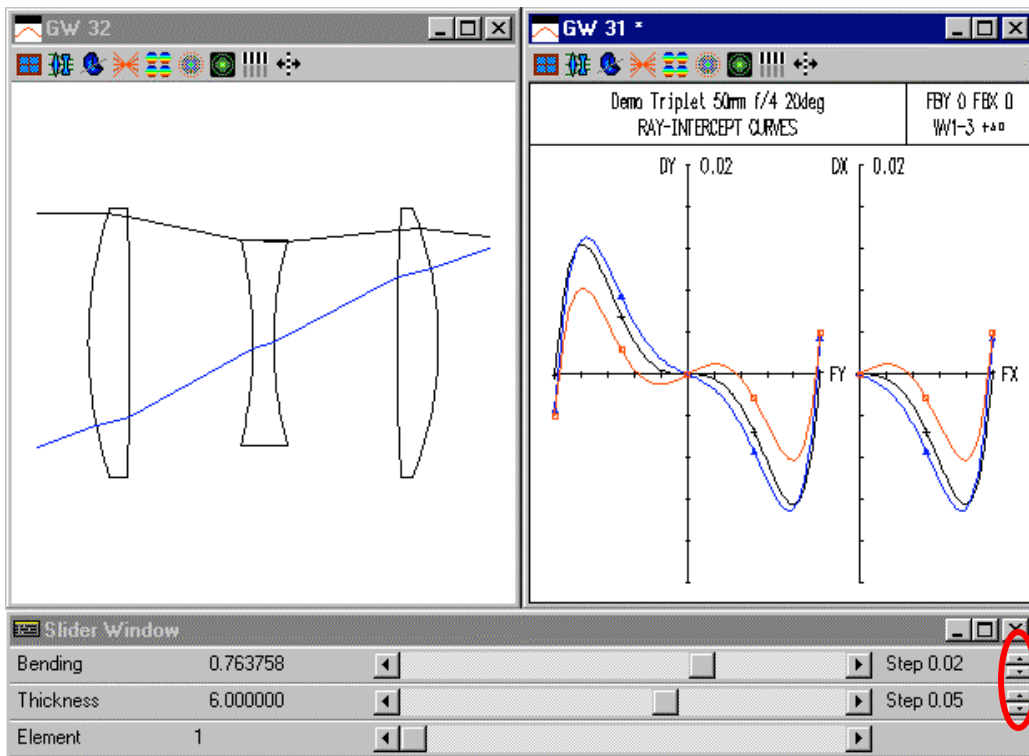 GW 32
GW 31 *
Demo Triplet 50mm f/4 20deg
RAY-INTERCEPT CURVES
FBY 0 FBX 0
WV1-3
DY 0.02
DX 0.02
FY
FX
Slider Window
Bending 0.763758 Step 0.02
Thickness 6.000000 Step 0.05
Element 1